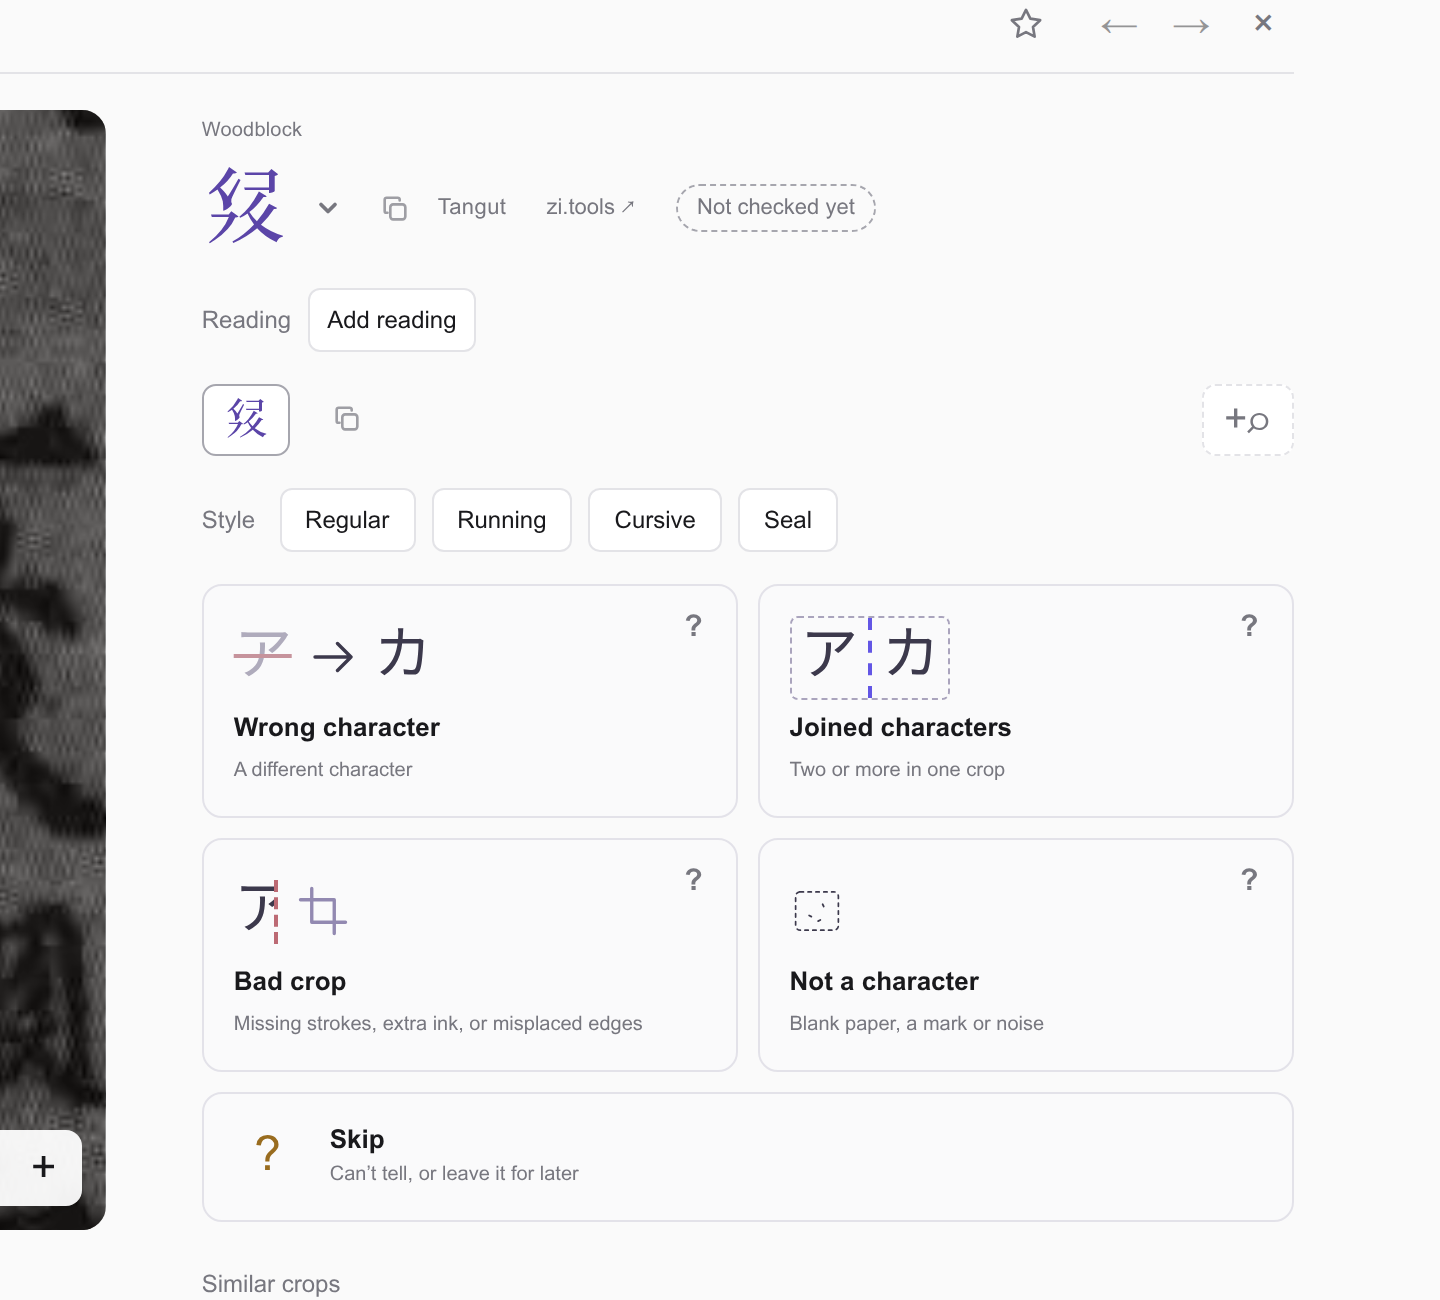 Woodblock
Tangut zi.tools ↗ Not checked yet
Reading Add reading
Style Regular Running Cursive Seal
ア → カ ?
Wrong character
A different character
ア カ ?
Joined characters
Two or more in one crop
ア ?
Bad crop
Missing strokes, extra ink, or misplaced edges
?
Not a character
Blank paper, a mark or noise
? Skip
Can’t tell, or leave it for later
Similar crops